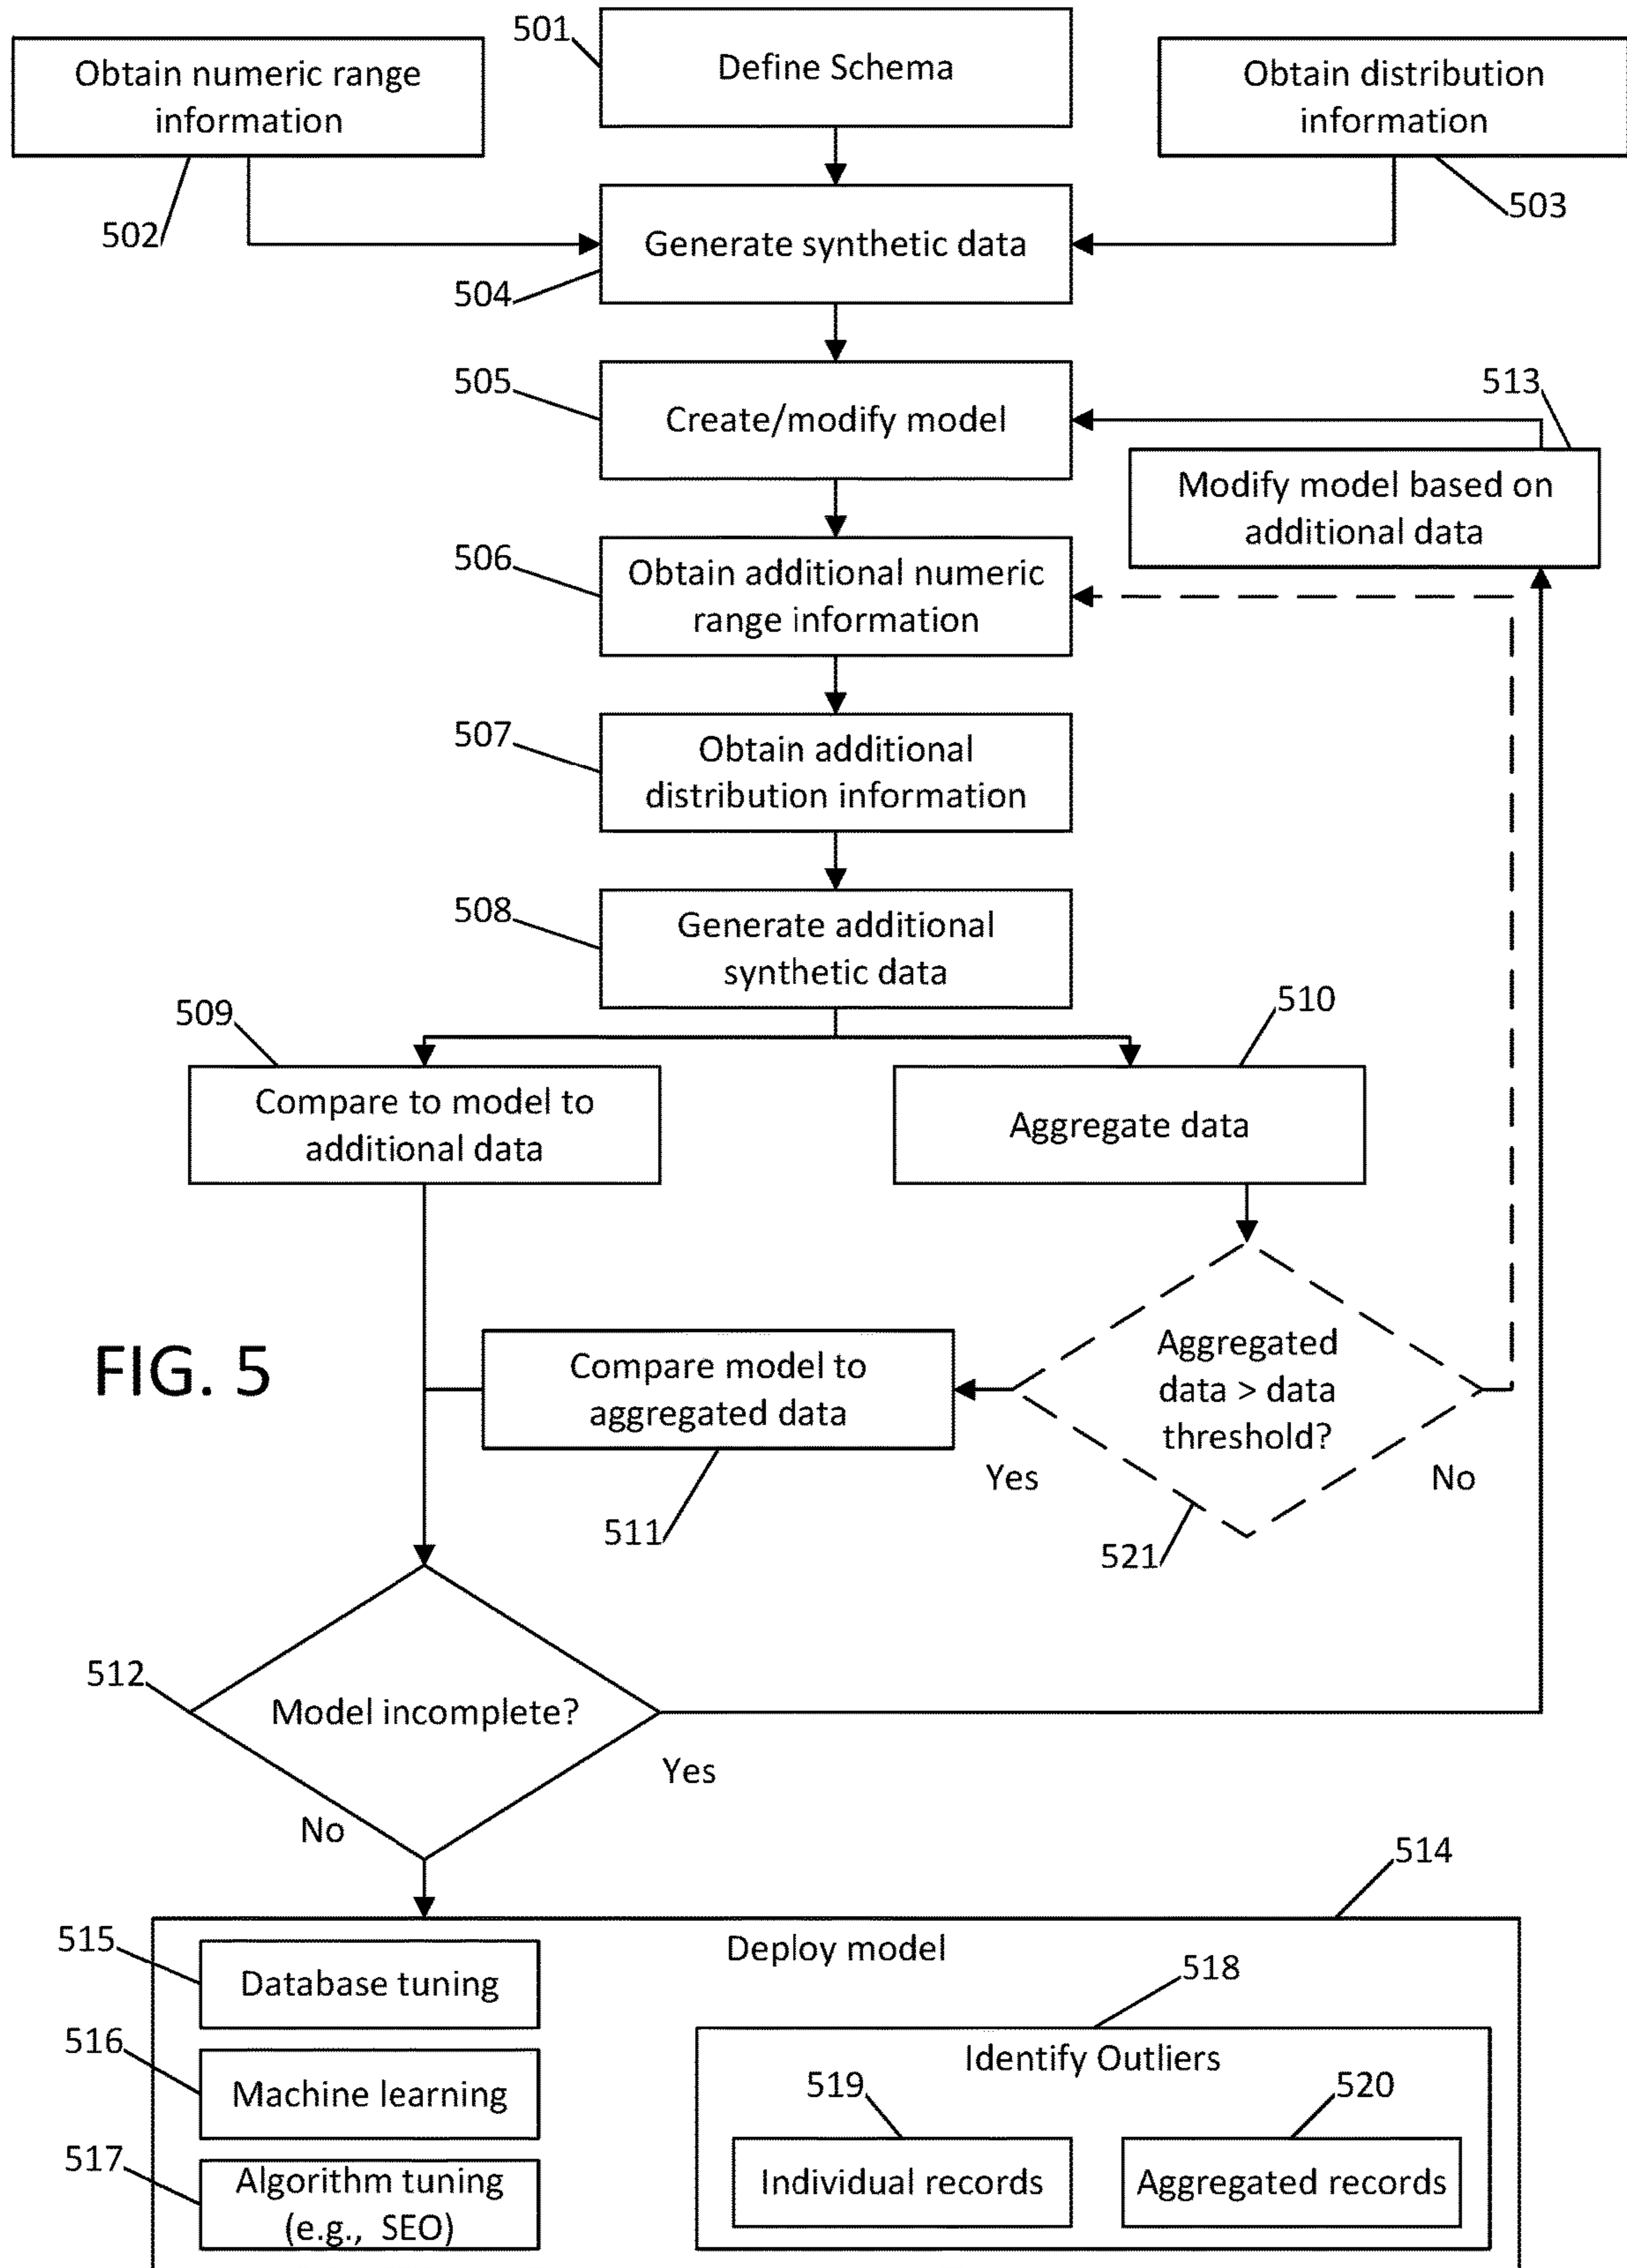 501
Define Schema
Obtain numeric range
information
502
Obtain distribution
information
503
Generate synthetic data
504
505
Create/modify model
513
Modify model based on
additional data
506
Obtain additional numeric
range information
507
Obtain additional
distribution information
508
Generate additional
synthetic data
509
Compare to model to
additional data
510
Aggregate data
Aggregated
data > data
threshold?
Yes
No
521
Compare model to
aggregated data
511
FIG. 5
512
Model incomplete?
Yes
No
514
Deploy model
515
Database tuning
516
Machine learning
517
Algorithm tuning
(e.g., SEO)
518
Identify Outliers
519
Individual records
520
Aggregated records